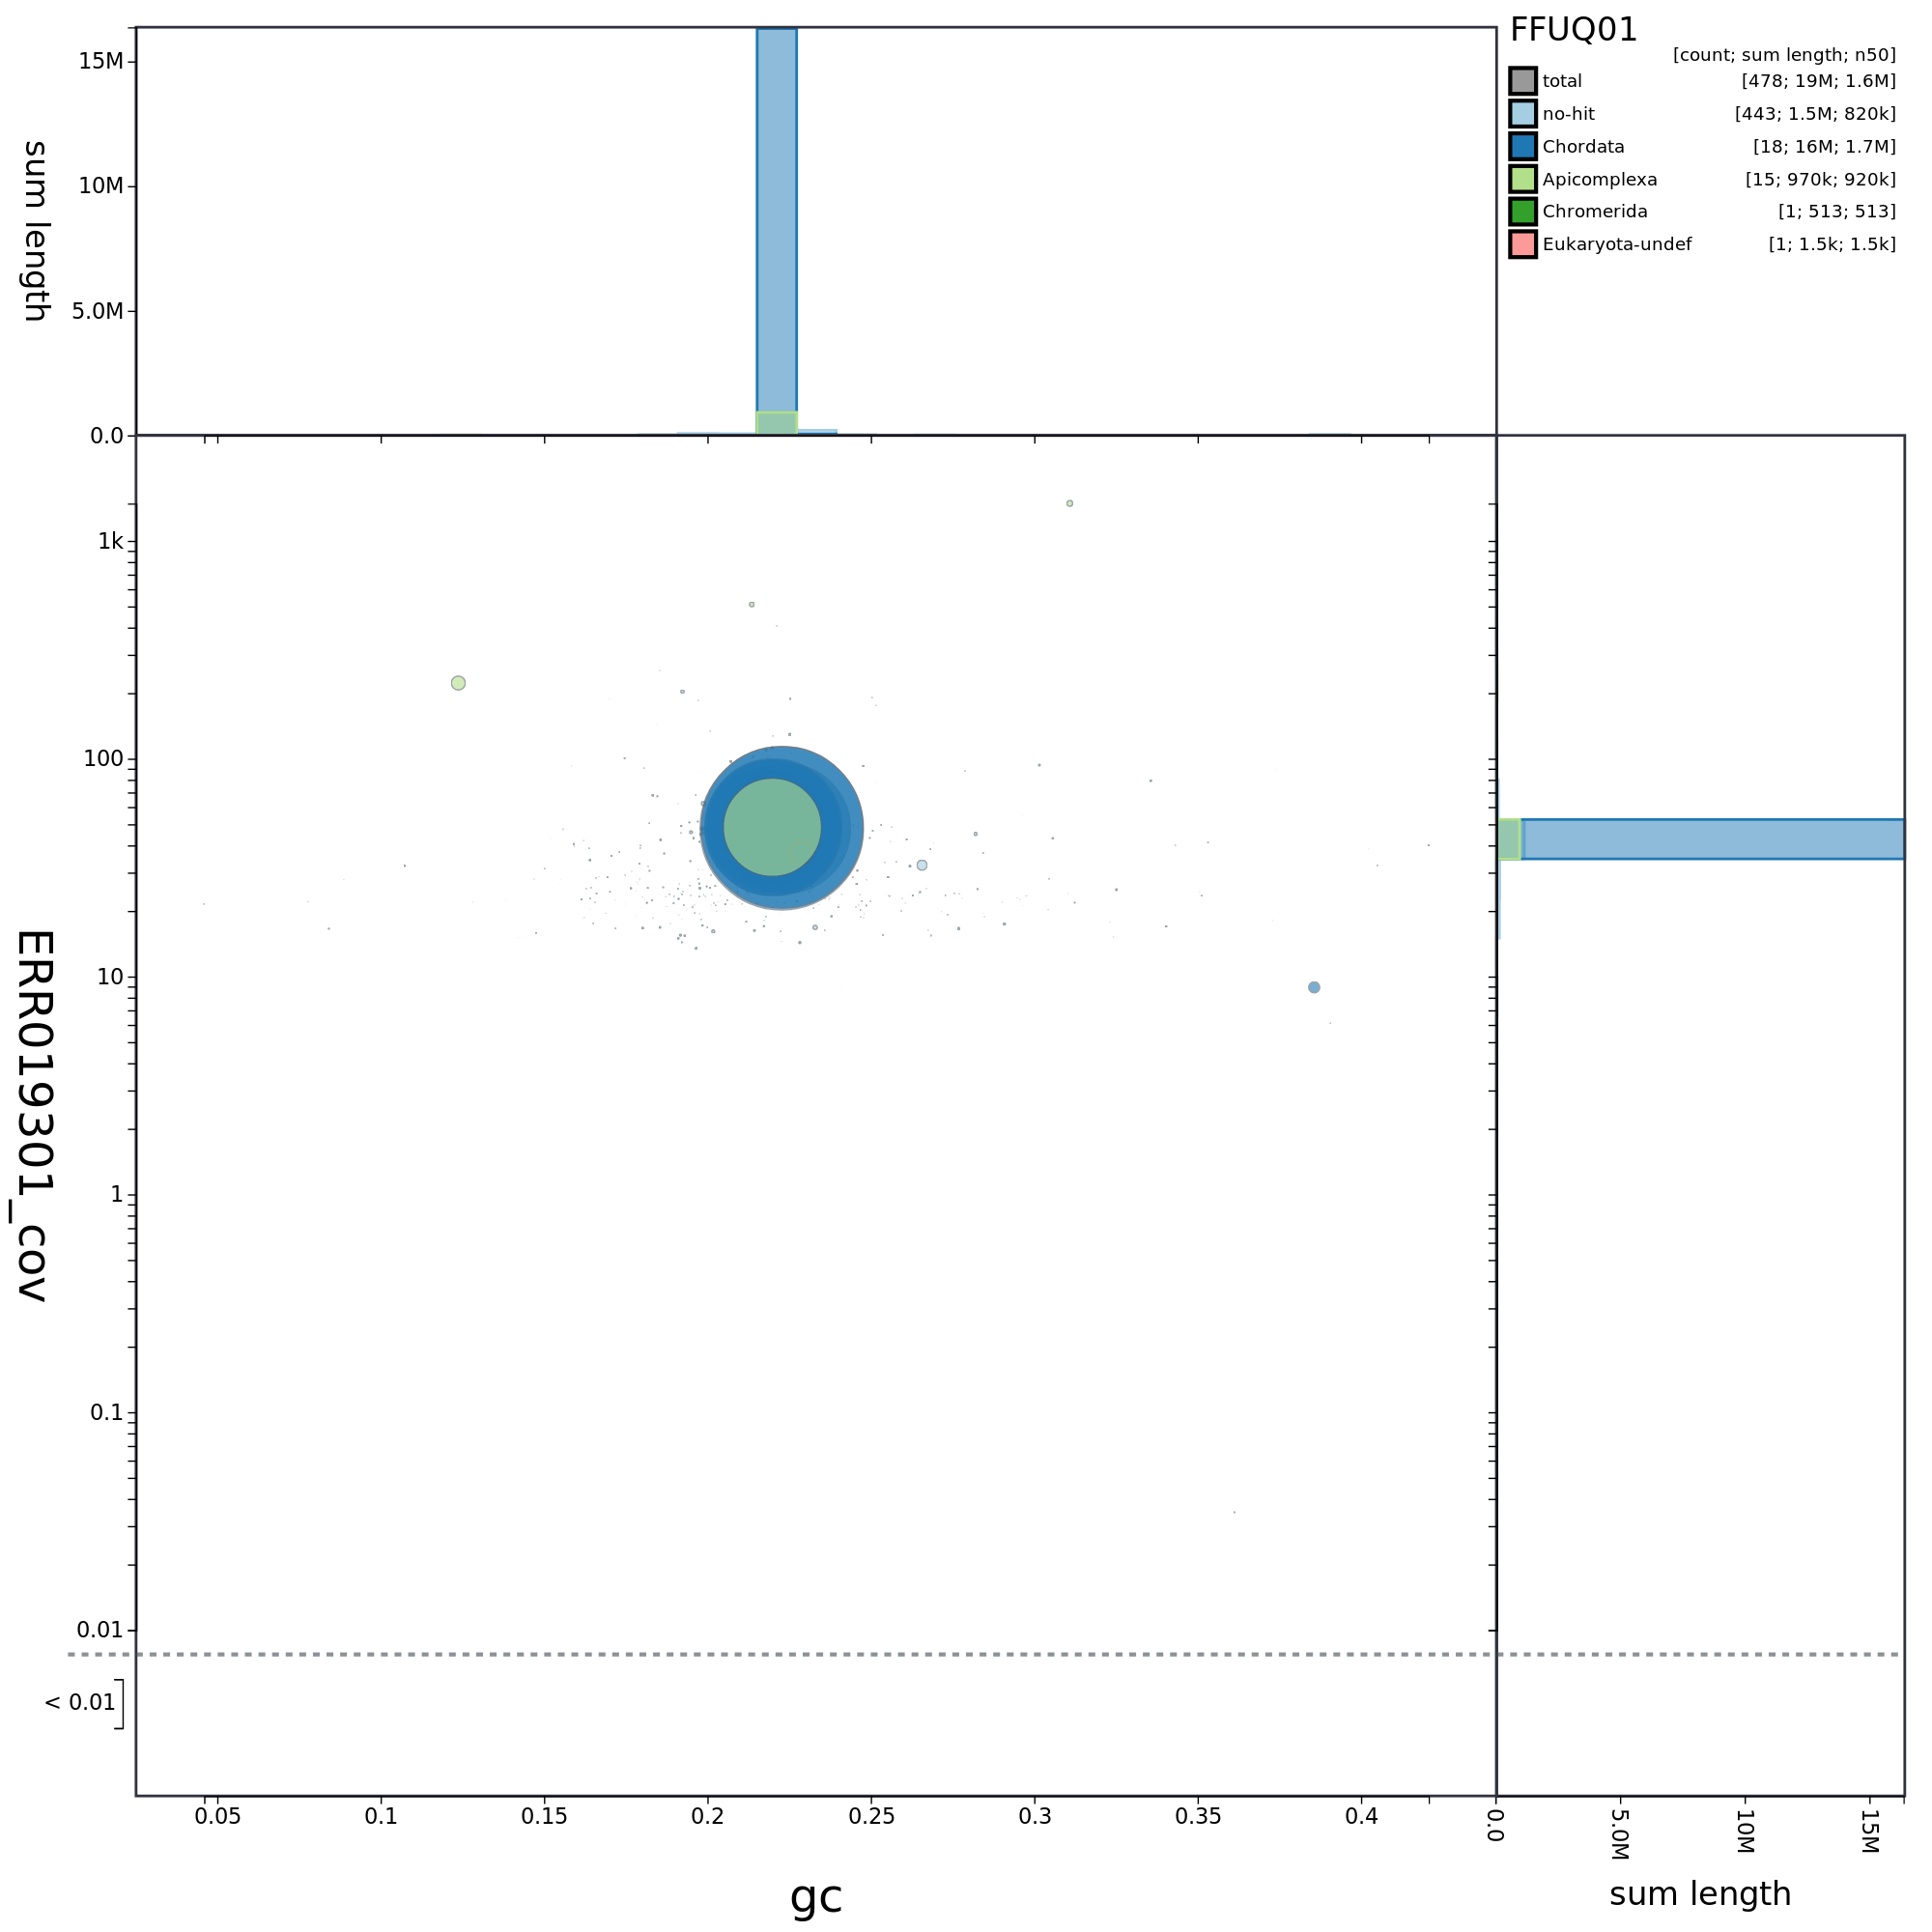 FFUQ01
[count; sum length; n50]
total [478; 19M; 1.6M]
no-hit [443; 1.5M; 820k]
Chordata [18; 16M; 1.7M]
Apicomplexa [15; 970k; 920k]
Chromerida [1; 513; 513]
Eukaryota-undef [1; 1.5k; 1.5k]
sum length
15M
10M
5.0M
0.0
ERR019301_cov
1k
100
10
1
0.1
0.01
< 0.01
0.05 0.1 0.15 0.2 0.25 0.3 0.35 0.4
gc
0.0 5.0M 10M 15M
sum length